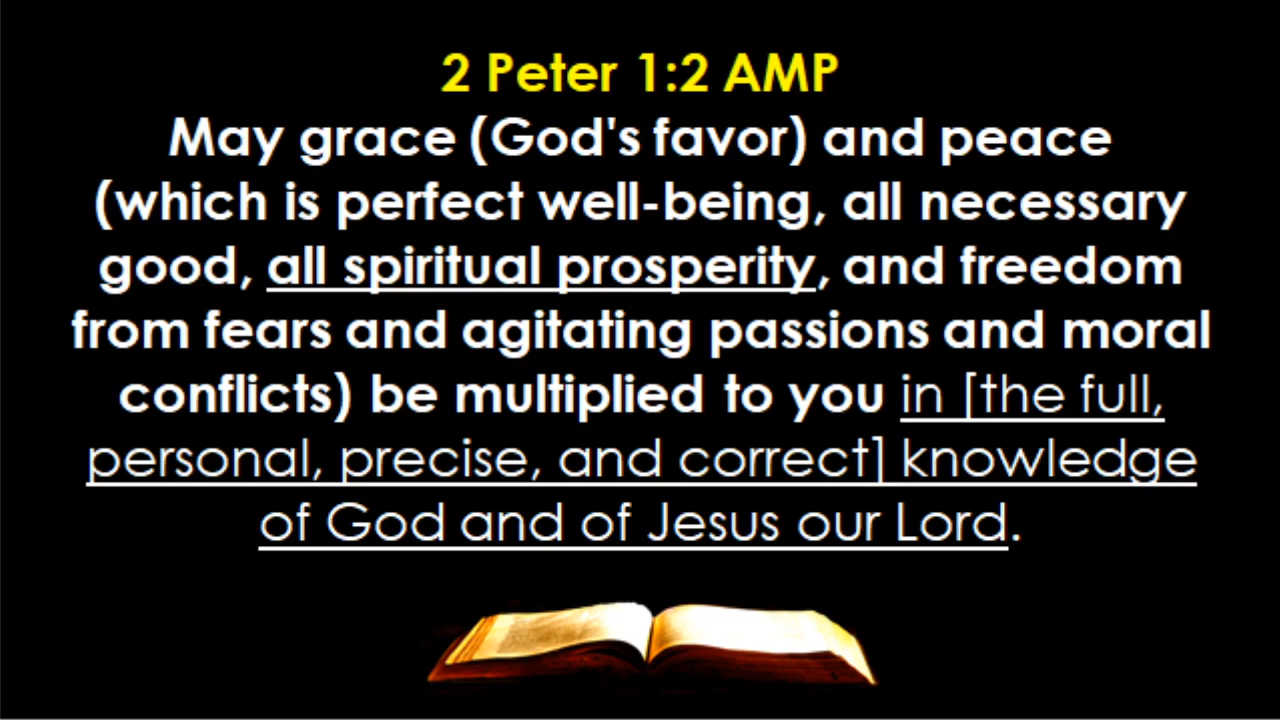 2 Peter 1:2 AMP
May grace (God's favor) and peace
(which is perfect well-being, all necessary
good, all spiritual prosperity, and freedom
from fears and agitating passions and moral
conflicts) be multiplied to you in [the full,
personal, precise, and correct] knowledge
of God and of Jesus our Lord.